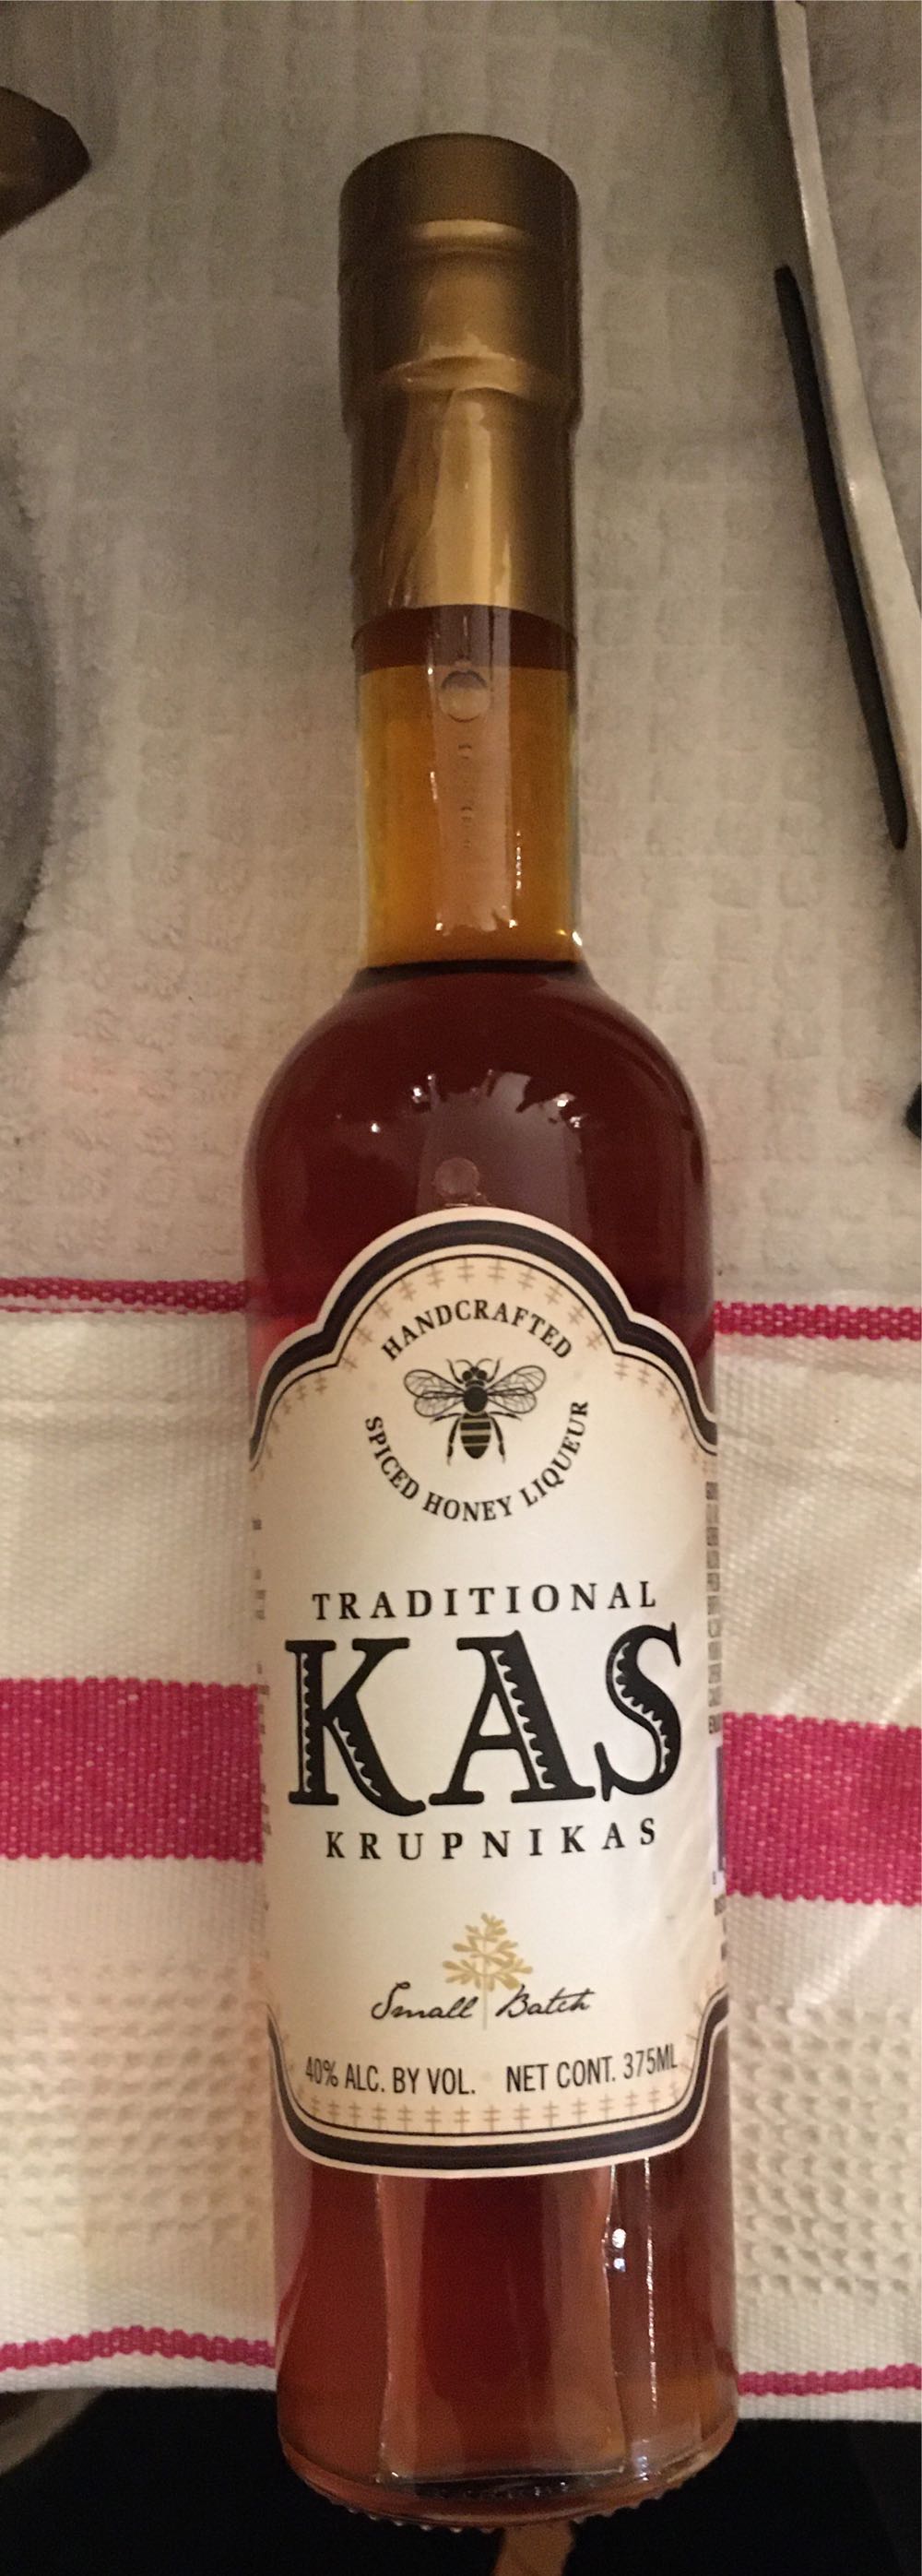 HANDCRAFTED
SPICED HONEY LIQUEUR
TRADITIONAL
KAS
KRUPNIKAS
Small Batch
40% ALC. BY VOL. NET CONT. 375ML